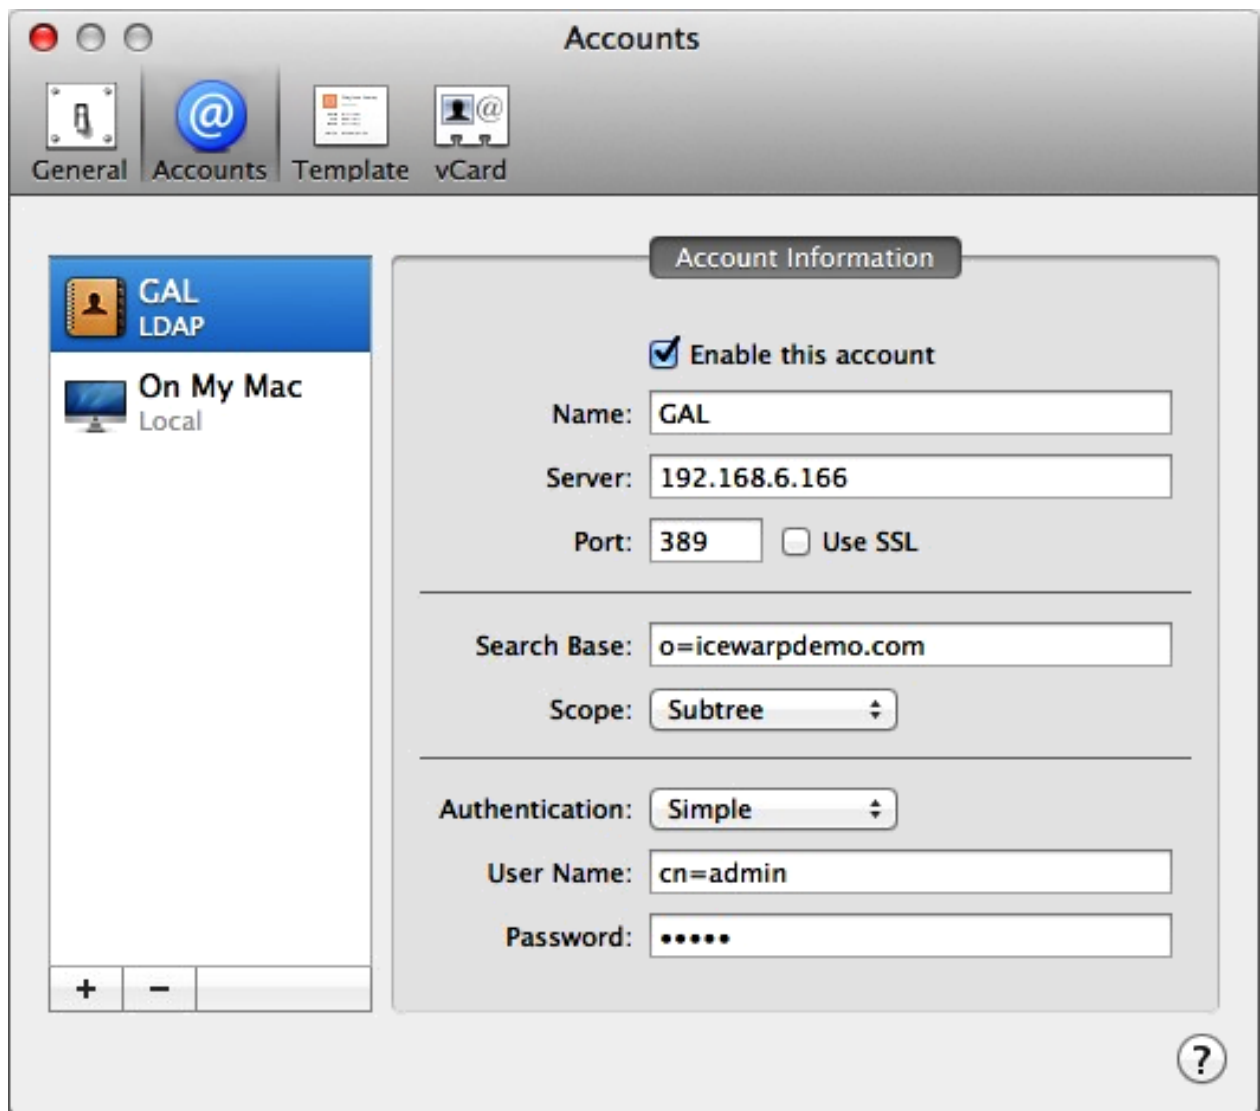 Accounts
General
Accounts
Template
vCard
@
GAL
LDAP
On My Mac
Local
Account Information
Enable this account
Name: GAL
Server: 192.168.6.166
Port: 389 Use SSL
Search Base: o=icewarpdemo.com
Scope: Subtree
Authentication: Simple
User Name: cn=admin
Password: •••••
+ −
?